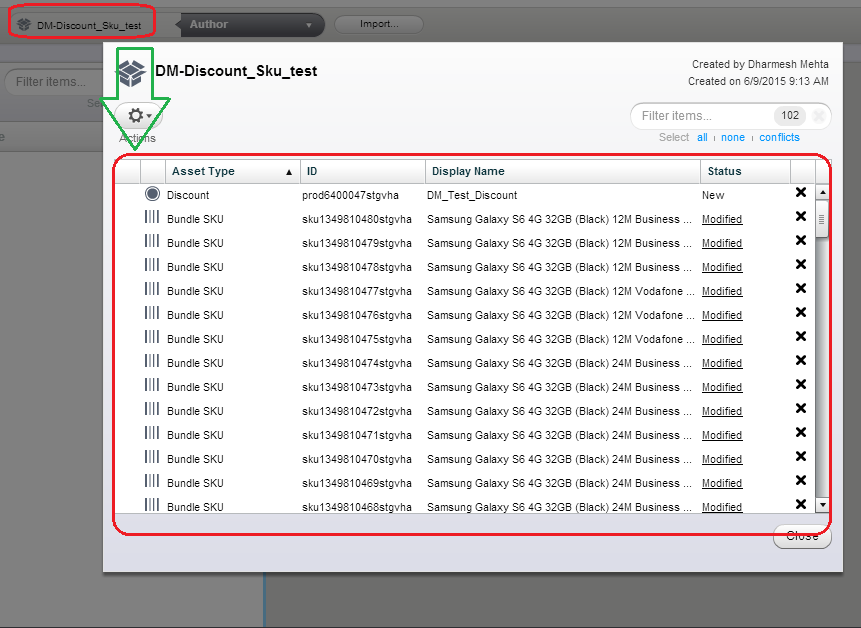 DM-Discount_Sku_test Author Import...
Filter items...
DM-Discount_Sku_test
Created by Dharmesh Mehta
Created on 6/9/2015 9:13 AM
Actions
Filter items... 102
Select all none conflicts
Asset Type ID Display Name Status
Discount prod6400047stgvha DM_Test_Discount New
Bundle SKU sku1349810480stgvha Samsung Galaxy S6 4G 32GB (Black) 12M Business ... Modified
Bundle SKU sku1349810479stgvha Samsung Galaxy S6 4G 32GB (Black) 12M Business ... Modified
Bundle SKU sku1349810478stgvha Samsung Galaxy S6 4G 32GB (Black) 12M Business ... Modified
Bundle SKU sku1349810477stgvha Samsung Galaxy S6 4G 32GB (Black) 12M Vodafone ... Modified
Bundle SKU sku1349810476stgvha Samsung Galaxy S6 4G 32GB (Black) 12M Vodafone ... Modified
Bundle SKU sku1349810475stgvha Samsung Galaxy S6 4G 32GB (Black) 12M Vodafone ... Modified
Bundle SKU sku1349810474stgvha Samsung Galaxy S6 4G 32GB (Black) 24M Business ... Modified
Bundle SKU sku1349810473stgvha Samsung Galaxy S6 4G 32GB (Black) 24M Business ... Modified
Bundle SKU sku1349810472stgvha Samsung Galaxy S6 4G 32GB (Black) 24M Business ... Modified
Bundle SKU sku1349810471stgvha Samsung Galaxy S6 4G 32GB (Black) 24M Business ... Modified
Bundle SKU sku1349810470stgvha Samsung Galaxy S6 4G 32GB (Black) 24M Business ... Modified
Bundle SKU sku1349810469stgvha Samsung Galaxy S6 4G 32GB (Black) 24M Business ... Modified
Bundle SKU sku1349810468stgvha Samsung Galaxy S6 4G 32GB (Black) 24M Business ... Modified
Close